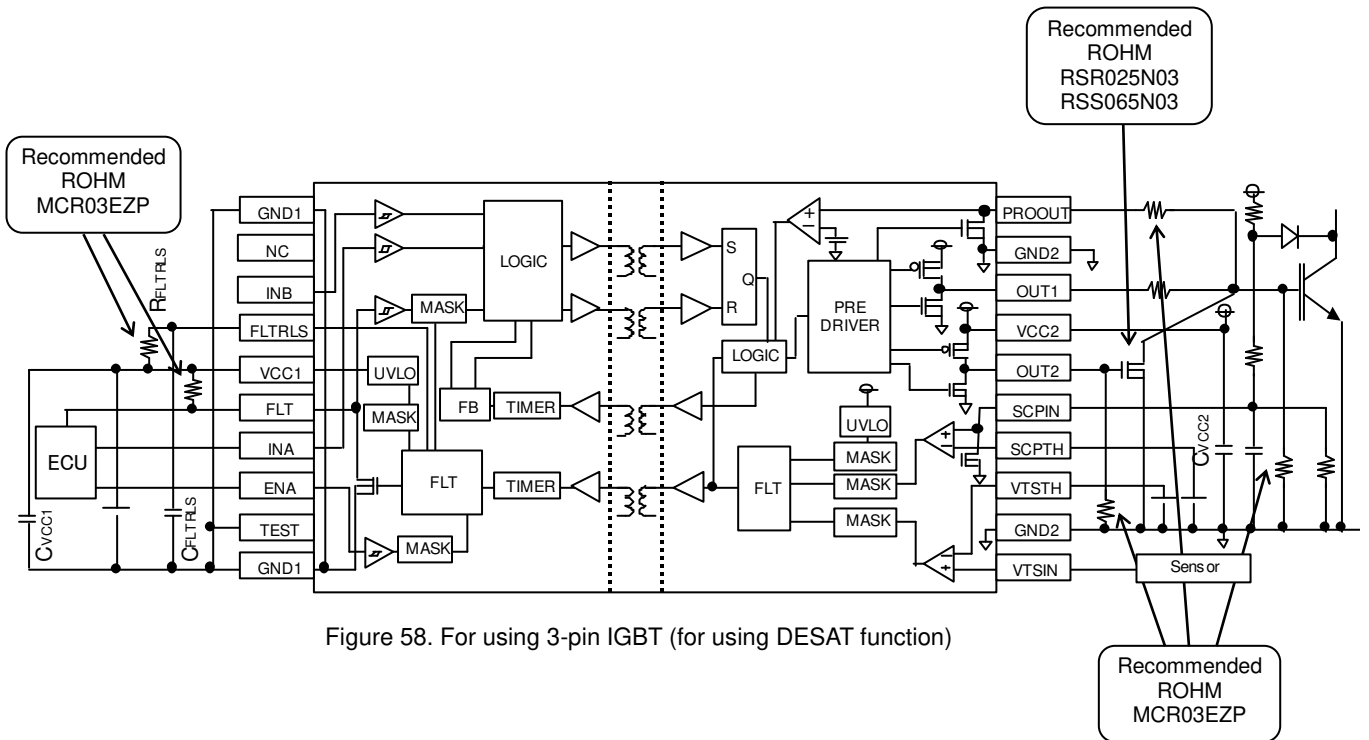 Recommended
ROHM
RSR025N03
RSS065N03
Recommended
ROHM
MCR03EZP
GND1
NC
INB
FLTRLS
VCC1
FLT
INA
ENA
TEST
GND1
RFLTRLS
ECU
CVCC1
CFLTRLS
LOGIC
MASK
UVLO
MASK
FB
TIMER
FLT
TIMER
MASK
S
Q
R
LOGIC
PRE
DRIVER
UVLO
MASK
MASK
MASK
FLT
PROOUT
GND2
OUT1
VCC2
OUT2
SCPIN
SCPTH
VTSTH
GND2
VTSIN
CVCC2
Sensor
Figure 58. For using 3-pin IGBT (for using DESAT function)
Recommended
ROHM
MCR03EZP